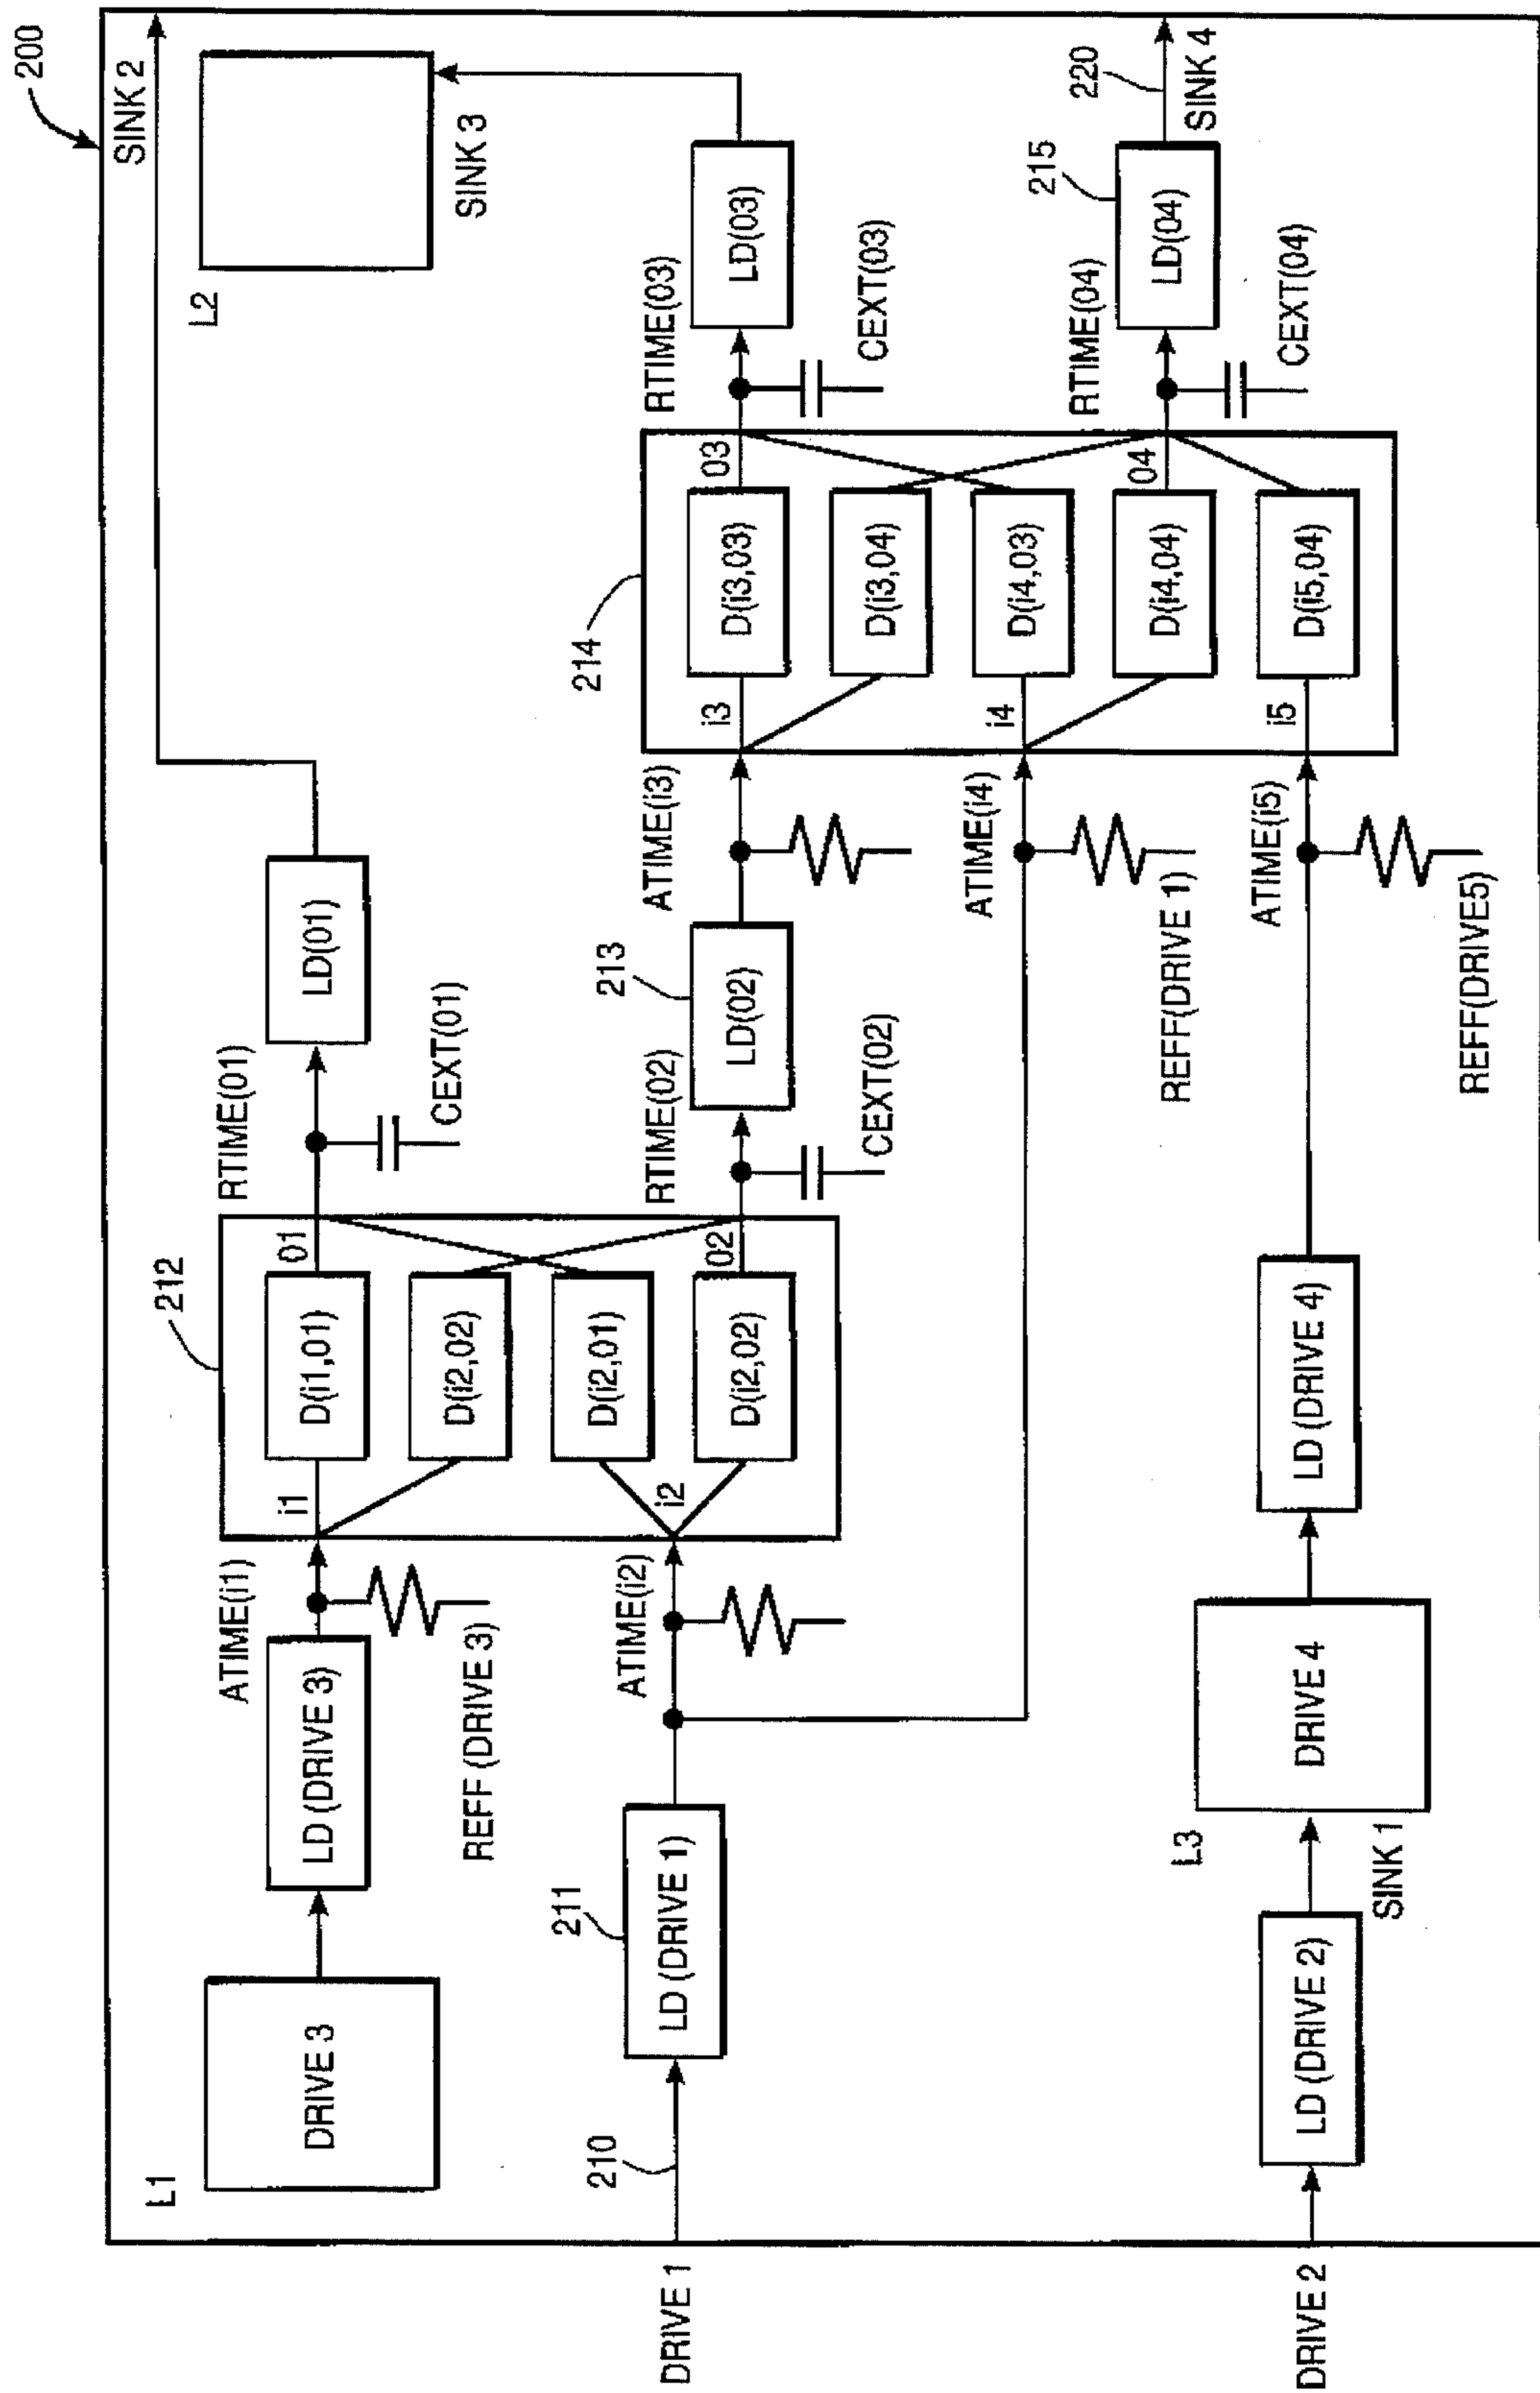 200
SINK 2
L1
L2
DRIVE 3
LD (DRIVE 3)
ATIME(i1)
REFF (DRIVE 3)
212
i1
D(i1,01)
01
D(i2,02)
D(i2,01)
i2
D(i2,02)
02
RTIME(01)
CEXT(01)
LD(01)
SINK 3
DRIVE 1
210
211
LD (DRIVE 1)
ATIME(i2)
RTIME(02)
CEXT(02)
213
LD(02)
ATIME(i3)
214
i3
D(i3,03)
03
D(i3,04)
i4
D(i4,03)
D(i4,04)
04
i5
D(i5,04)
RTIME(03)
CEXT(03)
LD(03)
ATIME(i4)
REFF(DRIVE 1)
RTIME(04)
CEXT(04)
215
LD(04)
220
SINK 4
DRIVE 2
LD (DRIVE 2)
SINK 1
L3
DRIVE 4
LD (DRIVE 4)
ATIME(i5)
REFF(DRIVE5)